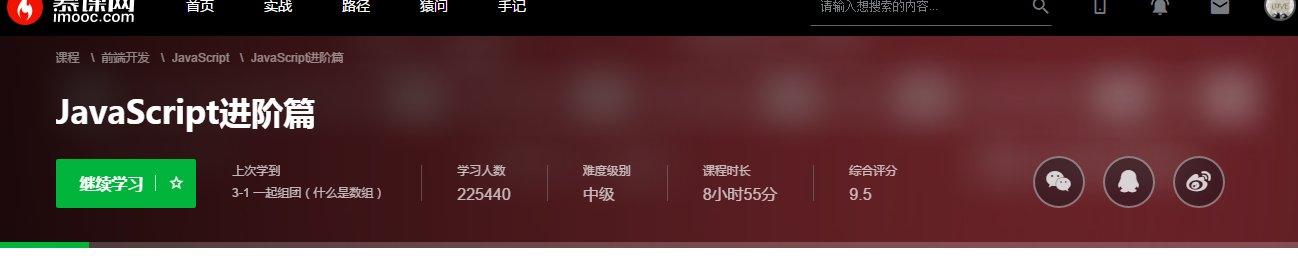 慕课网
imooc.com
首页 实战 路径 猿问 手记
请输入想搜索的内容...
课程 \ 前端开发 \ JavaScript \ JavaScript进阶篇
JavaScript进阶篇
继续学习
上次学到 学习人数 难度级别 课程时长 综合评分
3-1 一起组团（什么是数组） 225440 中级 8小时55分 9.5